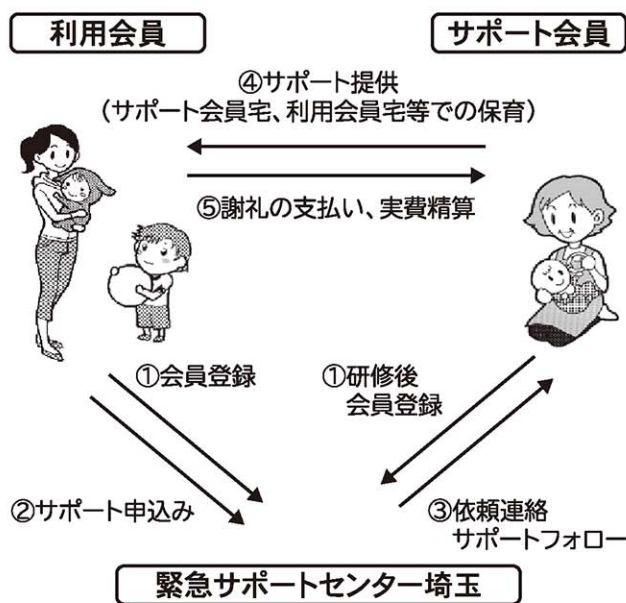 利用会員
サポート会員
④サポート提供
（サポート会員宅、利用会員宅等での保育）
⑤謝礼の支払い、実費精算
①会員登録
①研修後
会員登録
②サポート申込み
③依頼連絡
サポートフォロー
緊急サポートセンター埼玉